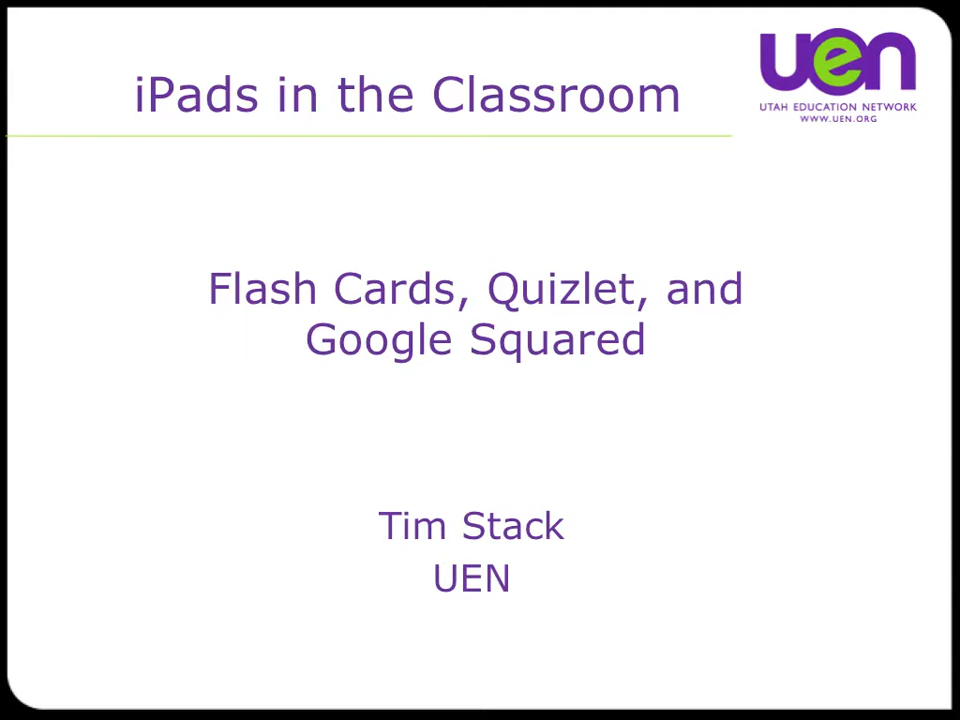 iPads in the Classroom
uen
UTAH EDUCATION NETWORK
WWW.UEN.ORG
Flash Cards, Quizlet, and
Google Squared
Tim Stack
UEN